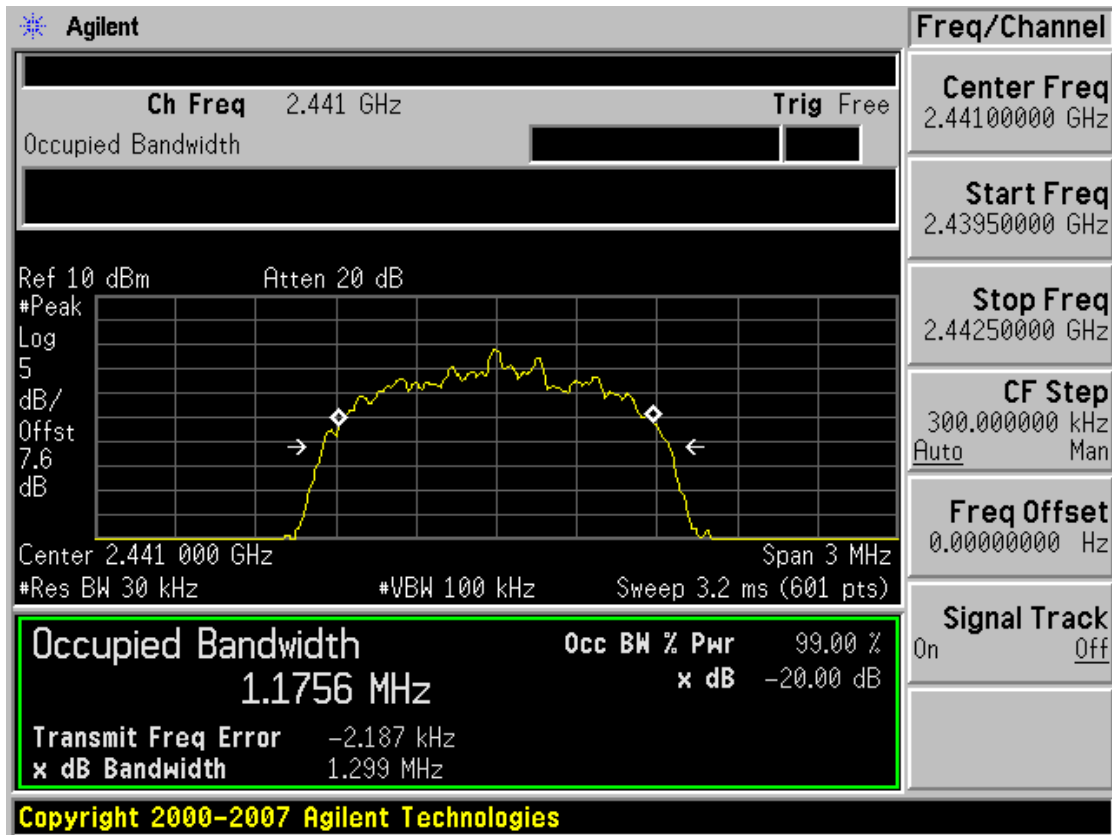 Agilent
Freq/Channel
Ch Freq 2.441 GHz
Trig Free
Occupied Bandwidth
Center Freq
2.44100000 GHz
Start Freq
2.43950000 GHz
Stop Freq
2.44250000 GHz
CF Step
300.000000 kHz
Auto Man
Freq Offset
0.00000000 Hz
Signal Track
On Off
Ref 10 dBm
Atten 20 dB
#Peak
Log
5
dB/
Offst
7.6
dB
Center 2.441 000 GHz
Span 3 MHz
#Res BW 30 kHz
#VBW 100 kHz
Sweep 3.2 ms (601 pts)
Occupied Bandwidth
1.1756 MHz
Occ BW % Pwr 99.00 %
x dB -20.00 dB
Transmit Freq Error -2.187 kHz
x dB Bandwidth 1.299 MHz
Copyright 2000-2007 Agilent Technologies